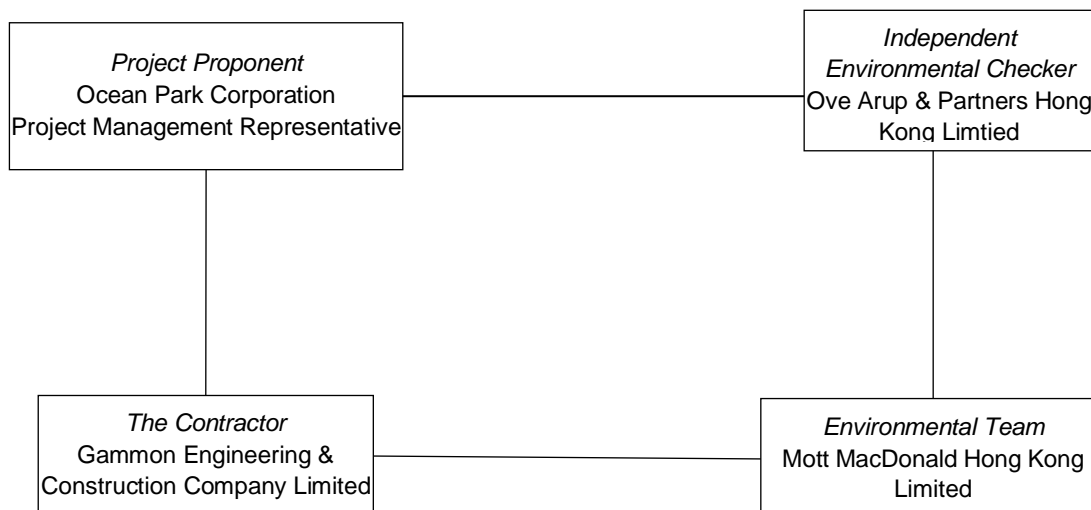 Project Proponent
Ocean Park Corporation
Project Management Representative
Independent
Environmental Checker
Ove Arup & Partners Hong
Kong Limtied
The Contractor
Gammon Engineering &
Construction Company Limited
Environmental Team
Mott MacDonald Hong Kong
Limited